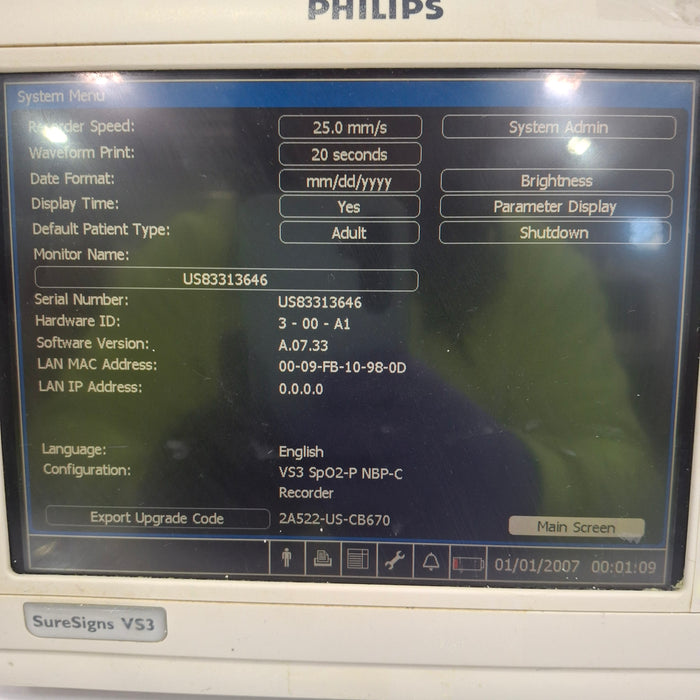 PHILIPS
System Menu
Recorder Speed: 25.0 mm/s System Admin
Waveform Print: 20 seconds
Date Format: mm/dd/yyyy Brightness
Display Time: Yes Parameter Display
Default Patient Type: Adult Shutdown
Monitor Name:
US83313646
Serial Number: US83313646
Hardware ID: 3 - 00 - A1
Software Version: A.07.33
LAN MAC Address: 00-09-FB-10-98-0D
LAN IP Address: 0.0.0.0
Language: English
Configuration: VS3 SpO2-P NBP-C
Recorder
Export Upgrade Code 2A522-US-CB670 Main Screen
01/01/2007 00:01:09
SureSigns VS3